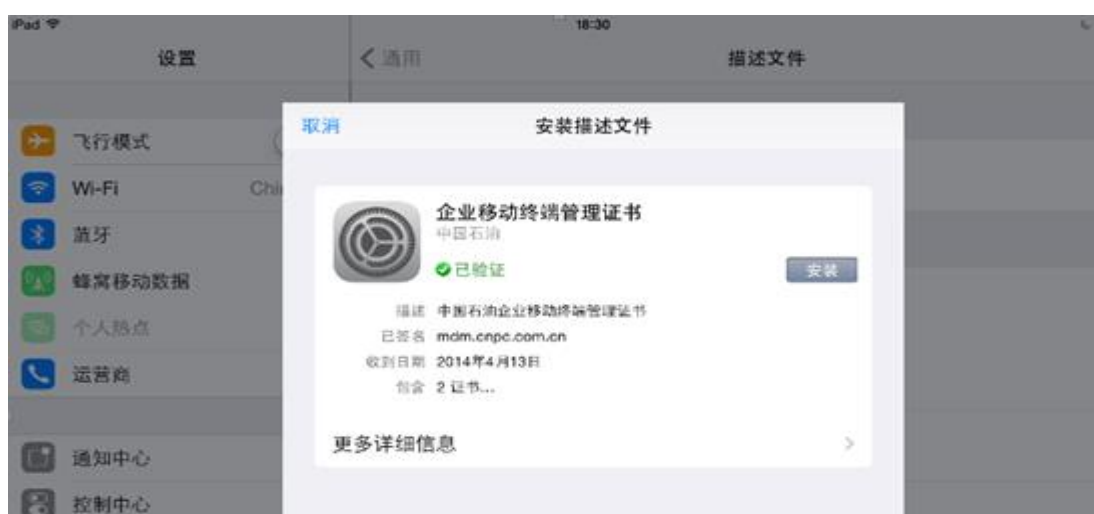 iPad
18:30
设置
通用
描述文件
取消
安装描述文件
飞行模式
Wi-Fi
Chi
蓝牙
蜂窝移动数据
个人热点
运营商
通知中心
控制中心
企业移动终端管理证书
中国石油
已验证
安装
描述 中国石油企业移动终端管理证书
已签名 mdm.cnpc.com.cn
收到日期 2014年4月13日
包含 2 证书...
更多详细信息